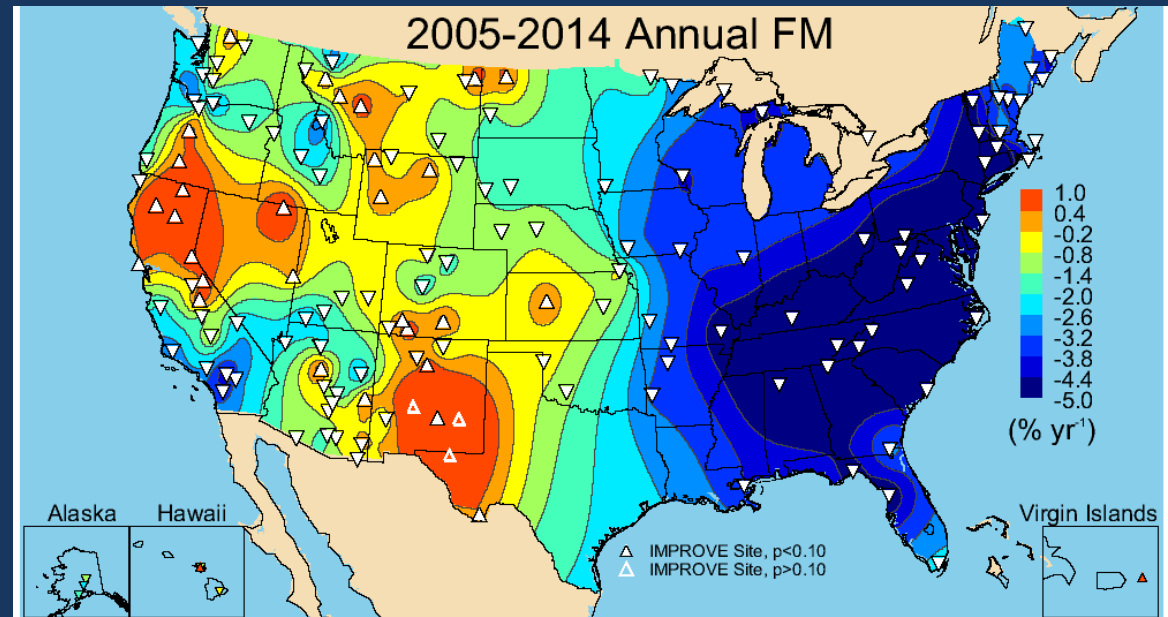 2005-2014 Annual FM
1.0
0.4
-0.2
-0.8
-1.4
-2.0
-2.6
-3.2
-3.8
-4.4
-5.0
(% yr⁻¹)
Alaska
Hawaii
Virgin Islands
IMPROVE Site, p<0.10
IMPROVE Site, p>0.10